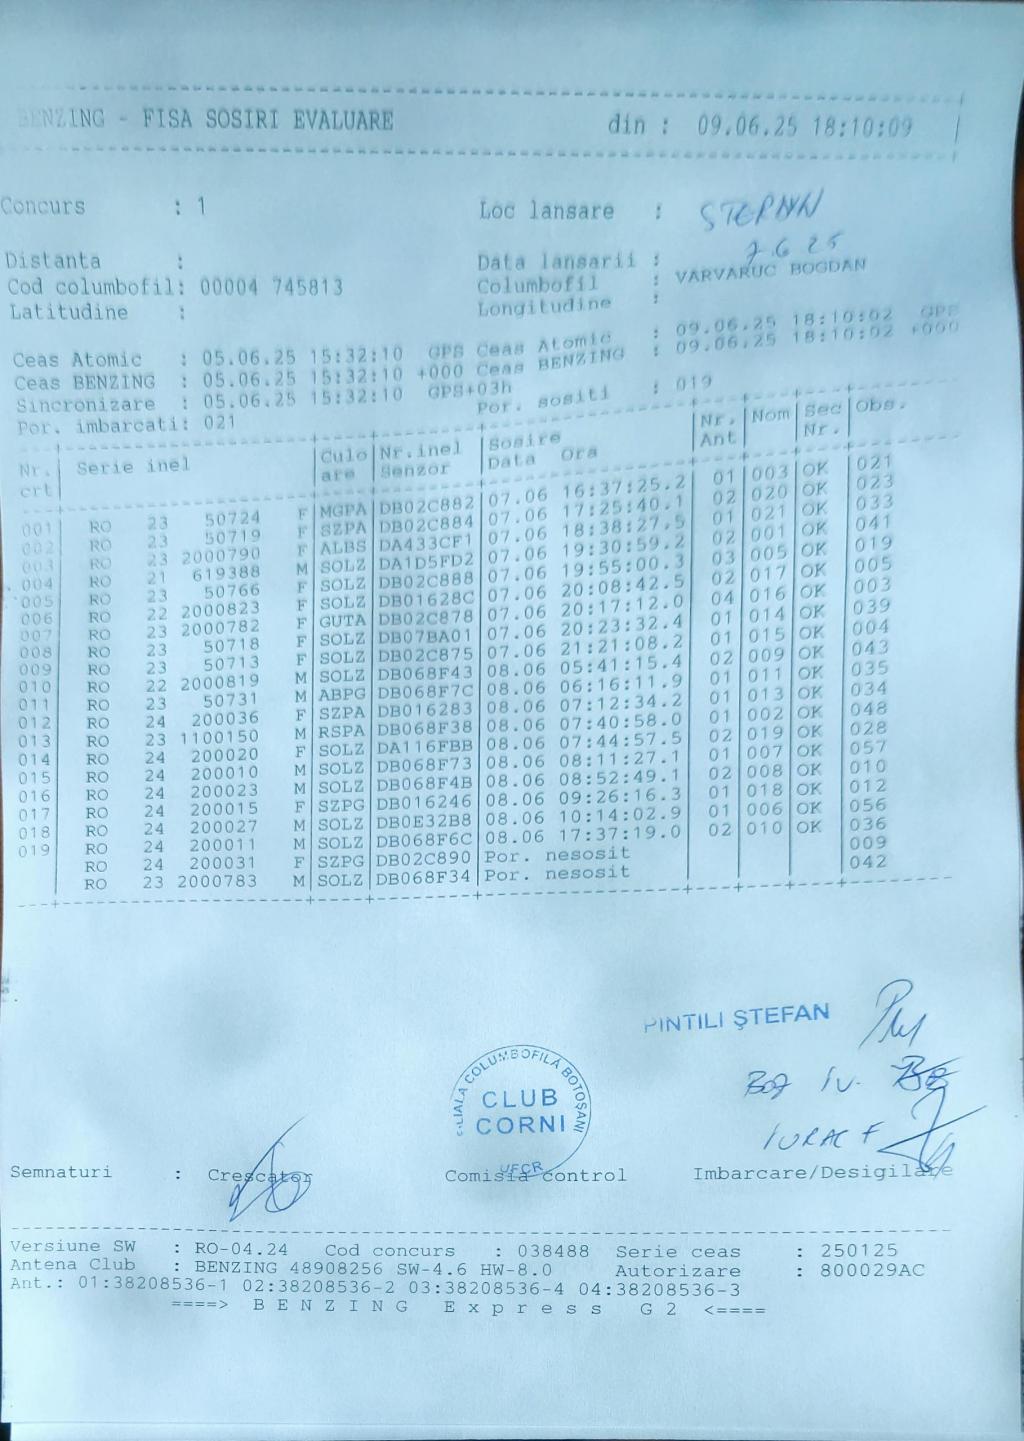 BENZING - FISA SOSIRI EVALUARE din : 09.06.25 18:10:09
Concurs : 1 Loc lansare : STERNN
Distanta : Data lansarii : 7.6 25
Cod columbofil: 00004 745813 Columbofil : VARVARUC BOGDAN
Latitudine : Longitudine :
Ceas Atomic : 05.06.25 15:32:10 GPS Ceas Atomic : 09.06.25 18:10:02 GPS
Ceas BENZING : 05.06.25 15:32:10 +000 Ceas BENZING : 09.06.25 18:10:02 +000
Sincronizare : 05.06.25 15:32:10 GPS+03h
Por. imbarcati: 021 Por. sositi : 019
Nr. Serie inel Culo Nr.inel Sosire Nr. Nom Sec Obs.
crt are Senzor Data Ora Ant Nr.
001 RO 23 50724 F MGPA DB02C882 07.06 16:37:25.2 01 003 OK 021
002 RO 23 50719 F SZPA DB02C884 07.06 17:25:40.1 02 020 OK 023
003 RO 23 2000790 F ALBS DA433CF1 07.06 18:38:27.5 01 021 OK 033
004 RO 21 619388 M SOLZ DA1D5FD2 07.06 19:30:59.2 02 001 OK 041
005 RO 23 50766 F SOLZ DB02C888 07.06 19:55:00.3 03 005 OK 019
006 RO 22 2000823 F SOLZ DB01628C 07.06 20:08:42.5 02 017 OK 005
007 RO 23 2000782 F GUTA DB02C878 07.06 20:17:12.0 04 016 OK 003
008 RO 23 50718 F SOLZ DB07BA01 07.06 20:23:32.4 01 014 OK 039
009 RO 23 50713 F SOLZ DB02C875 07.06 21:21:08.2 01 015 OK 004
010 RO 22 2000819 M SOLZ DB068F43 08.06 05:41:15.4 02 009 OK 043
011 RO 23 50731 M ABPG DB068F7C 08.06 06:16:11.9 01 011 OK 035
012 RO 24 200036 F SZPA DB016283 08.06 07:12:34.2 01 013 OK 034
013 RO 23 1100150 M RSPA DB068F38 08.06 07:40:58.0 01 002 OK 048
014 RO 24 200020 F SOLZ DA116FBB 08.06 07:44:57.5 02 019 OK 028
015 RO 24 200010 M SOLZ DB068F73 08.06 08:11:27.1 01 007 OK 057
016 RO 24 200023 M SOLZ DB068F4B 08.06 08:52:49.1 02 008 OK 010
017 RO 24 200015 F SZPG DB016246 08.06 09:26:16.3 01 018 OK 012
018 RO 24 200027 M SOLZ DB0E32B8 08.06 10:14:02.9 01 006 OK 056
019 RO 24 200011 M SOLZ DB068F6C 08.06 17:37:19.0 02 010 OK 036
RO 24 200031 F SZPG DB02C890 Por. nesosit 009
RO 23 2000783 M SOLZ DB068F34 Por. nesosit 042
PINTILI ŞTEFAN
FILIALA COLUMBOFILĂ BOTOŞANI
CLUB
CORNI
UFCR
IURAC F
Semnaturi : Crescator Comisia control Imbarcare/Desigilare
Versiune SW : RO-04.24 Cod concurs : 038488 Serie ceas : 250125
Antena Club : BENZING 48908256 SW-4.6 HW-8.0 Autorizare : 800029AC
Ant.: 01:38208536-1 02:38208536-2 03:38208536-4 04:38208536-3
====> B E N Z I N G E x p r e s s G 2 <====